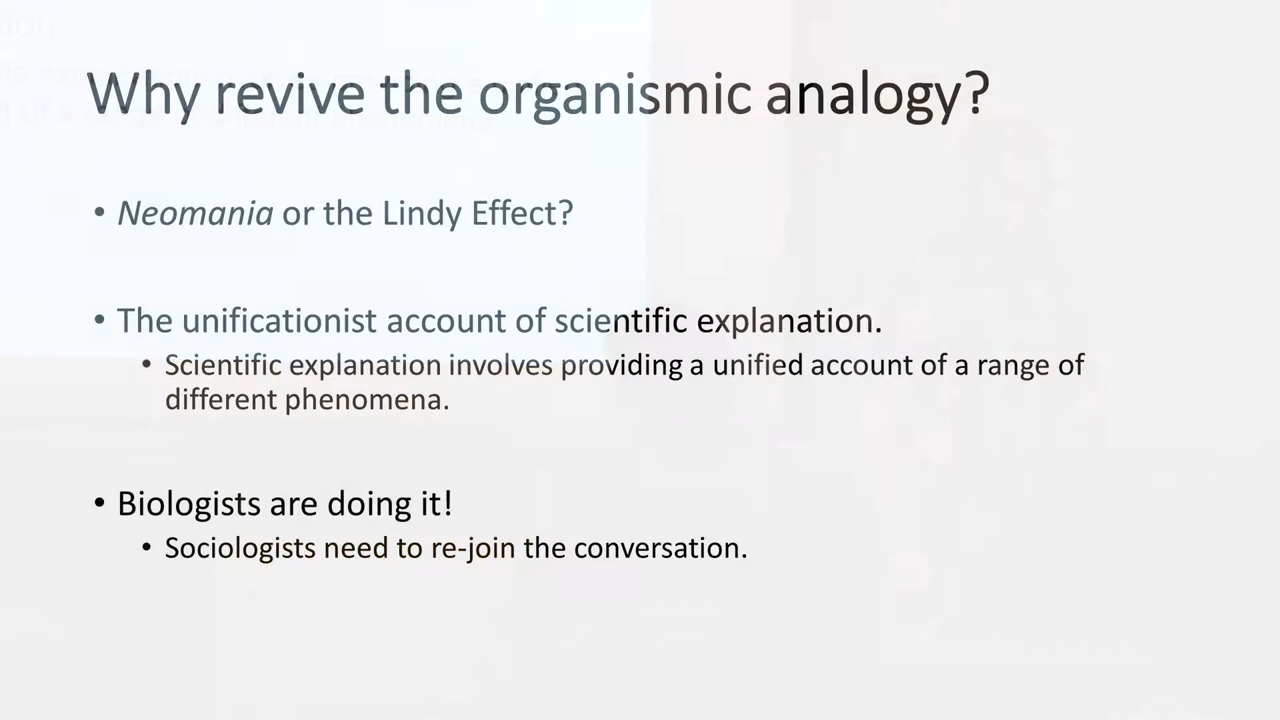 Why revive the organismic analogy?
• Neomania or the Lindy Effect?
• The unificationist account of scientific explanation.
• Scientific explanation involves providing a unified account of a range of
different phenomena.
• Biologists are doing it!
• Sociologists need to re-join the conversation.